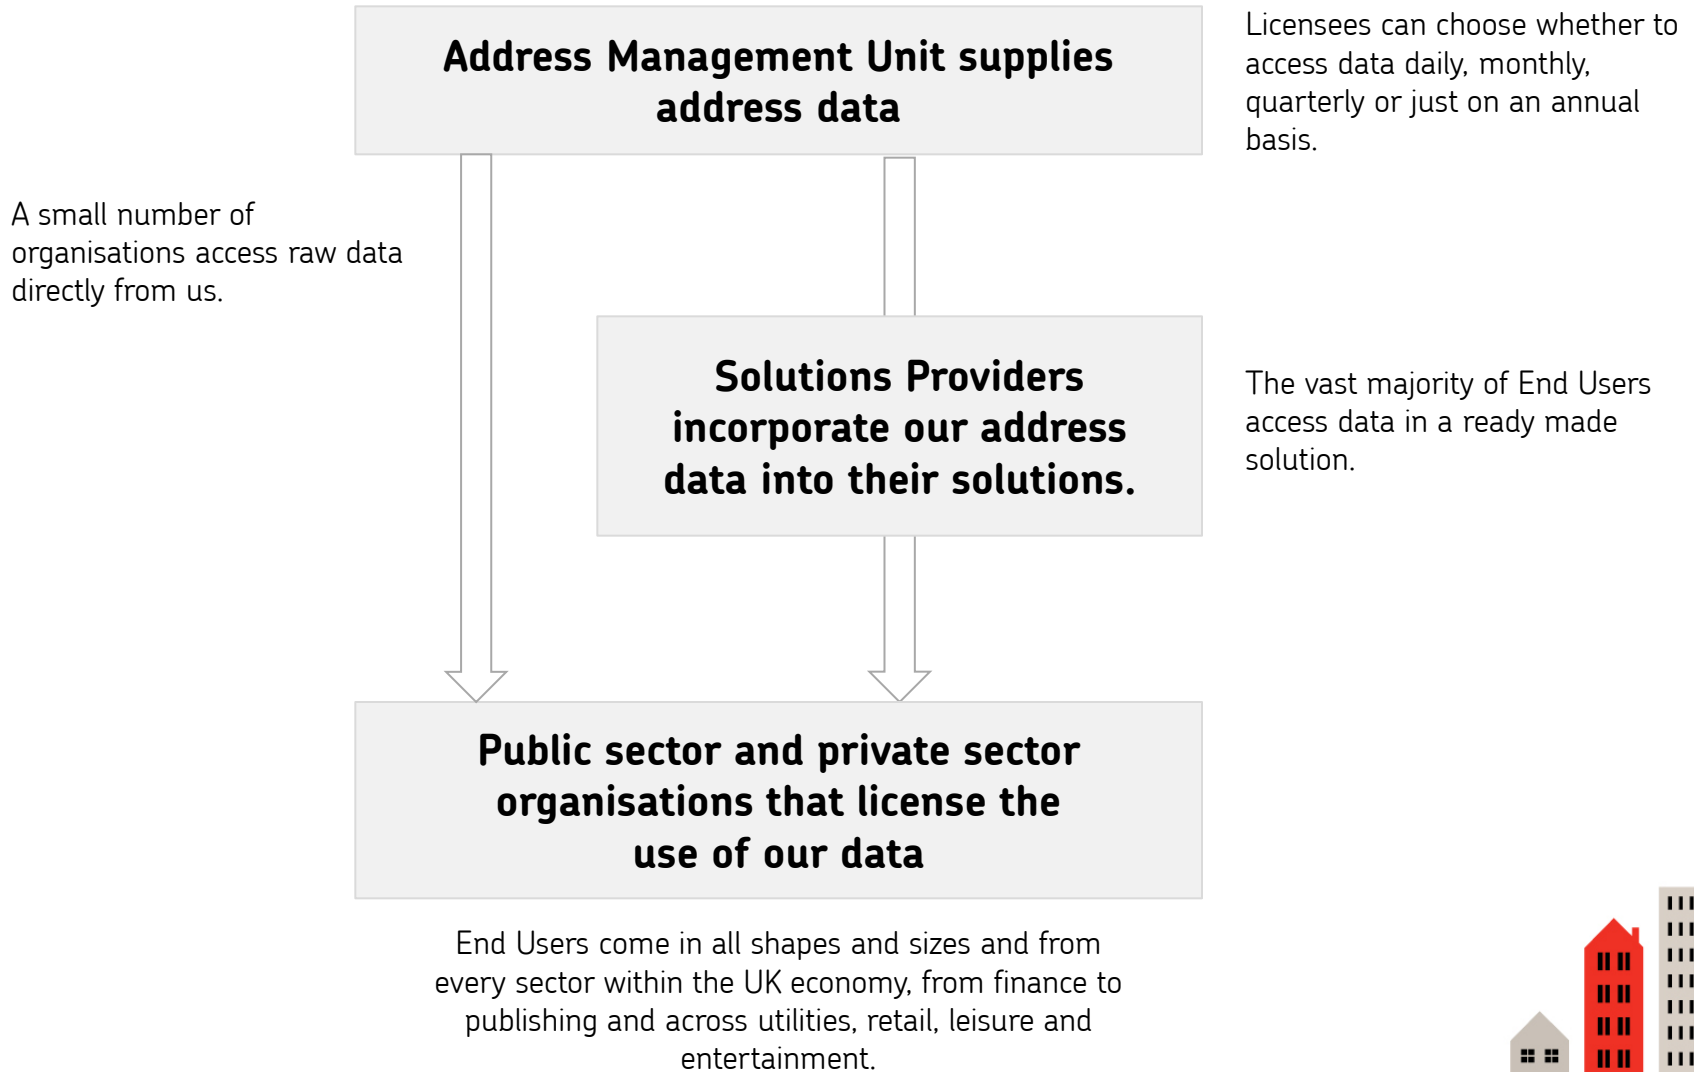 Address Management Unit supplies
address data
Licensees can choose whether to
access data daily, monthly,
quarterly or just on an annual
basis.
A small number of
organisations access raw data
directly from us.
Solutions Providers
incorporate our address
data into their solutions.
The vast majority of End Users
access data in a ready made
solution.
Public sector and private sector
organisations that license the
use of our data
End Users come in all shapes and sizes and from
every sector within the UK economy, from finance to
publishing and across utilities, retail, leisure and
entertainment.